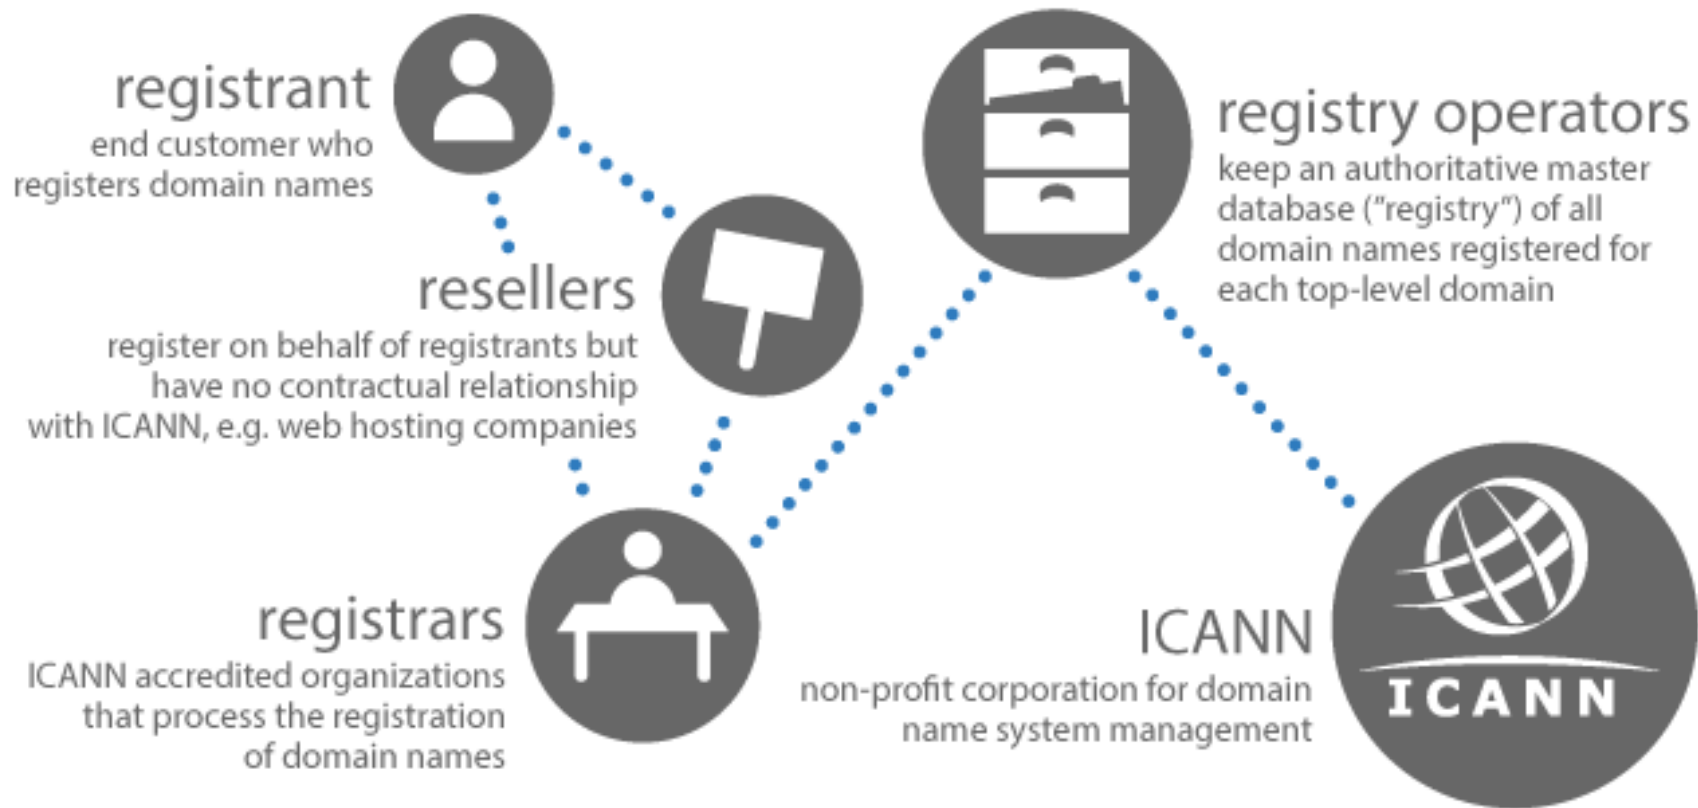 registrant
end customer who
registers domain names
resellers
register on behalf of registrants but
have no contractual relationship
with ICANN, e.g. web hosting companies
registrars
ICANN accredited organizations
that process the registration
of domain names
registry operators
keep an authoritative master
database (“registry”) of all
domain names registered for
each top-level domain
ICANN
non-profit corporation for domain
name system management
ICANN